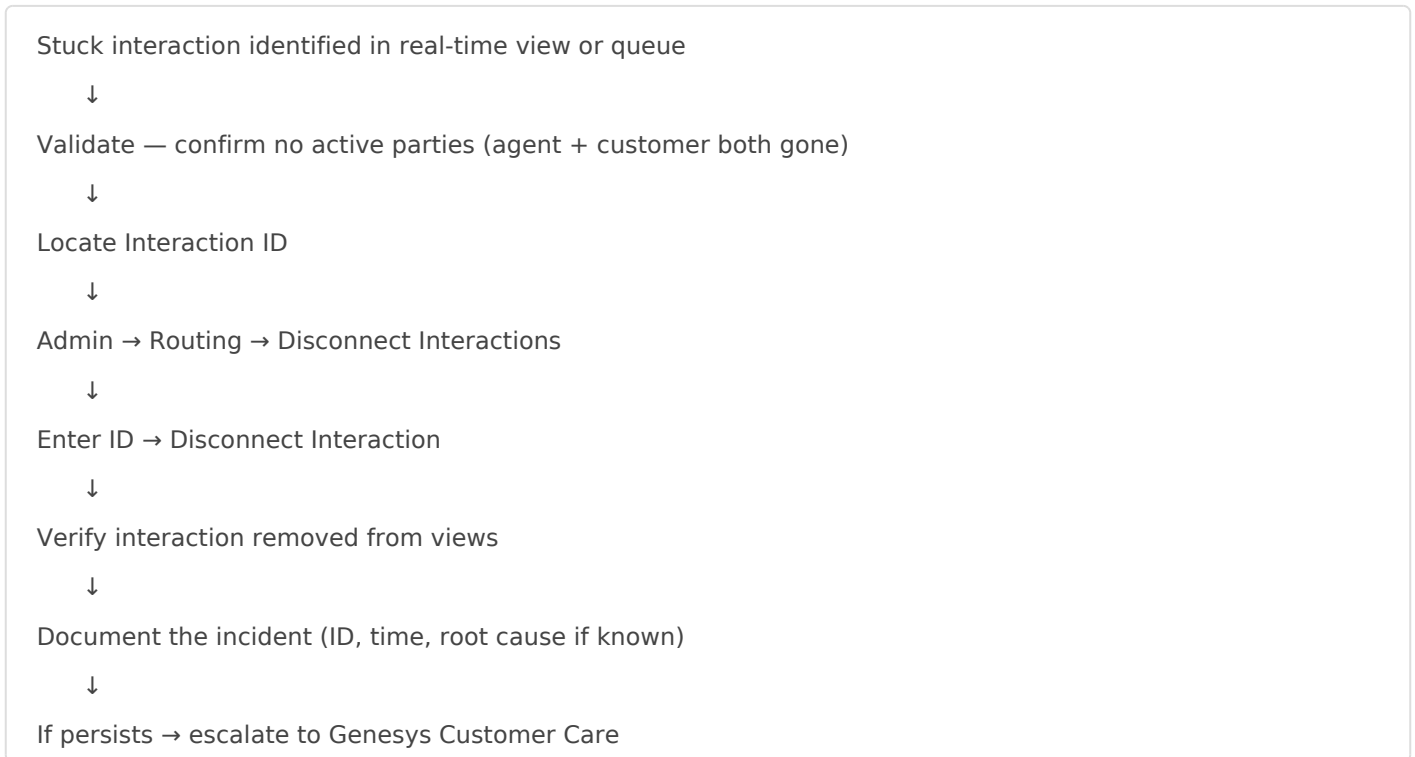 Stuck interaction identified in real-time view or queue
↓
Validate — confirm no active parties (agent + customer both gone)
↓
Locate Interaction ID
↓
Admin → Routing → Disconnect Interactions
↓
Enter ID → Disconnect Interaction
↓
Verify interaction removed from views
↓
Document the incident (ID, time, root cause if known)
↓
If persists → escalate to Genesys Customer Care